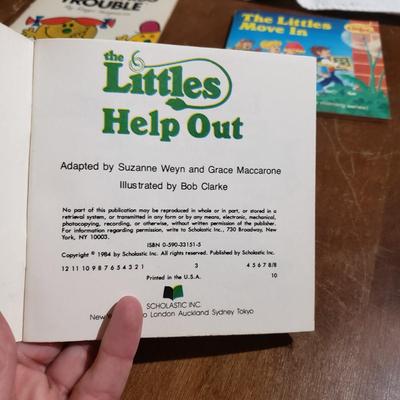 TROUBLE
The Littles
Move In
the
Littles
Help Out
Adapted by Suzanne Weyn and Grace Maccarone
Illustrated by Bob Clarke
No part of this publication may be reproduced in whole or in part, or stored in a
retrieval system, or transmitted in any form or by any means, electronic, mechanical,
photocopying, recording, or otherwise, without written permission of the publisher.
For information regarding permission, write to Scholastic Inc., 730 Broadway, New
York, NY 10003.
ISBN 0-590-33151-5
Copyright © 1984 by Scholastic Inc. All rights reserved. Published by Scholastic Inc.
12 11 10 9 8 7 6 5 4 3 2 1 3 4 5 6 7 8/8
Printed in the U.S.A. 10
SCHOLASTIC INC.
New London Auckland Sydney Tokyo